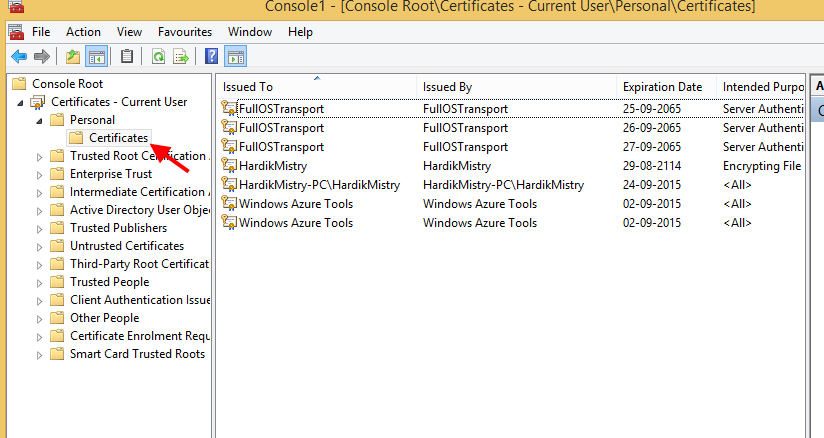 Console1 - [Console Root\Certificates - Current User\Personal\Certificates]
File Action View Favourites Window Help
Console Root
Certificates - Current User
Personal
Certificates
Trusted Root Certification
Enterprise Trust
Intermediate Certification
Active Directory User Obje
Trusted Publishers
Untrusted Certificates
Third-Party Root Certificat
Trusted People
Client Authentication Issue
Other People
Certificate Enrolment Requ
Smart Card Trusted Roots
Issued To Issued By Expiration Date Intended Purpo
FullOSTransport FullOSTransport 25-09-2065 Server Authenti
FullOSTransport FullOSTransport 26-09-2065 Server Authenti
FullOSTransport FullOSTransport 27-09-2065 Server Authenti
HardikMistry HardikMistry 29-08-2114 Encrypting File
HardikMistry-PC\HardikMistry HardikMistry-PC\HardikMistry 24-09-2015 <All>
Windows Azure Tools Windows Azure Tools 02-09-2015 <All>
Windows Azure Tools Windows Azure Tools 02-09-2015 <All>
A